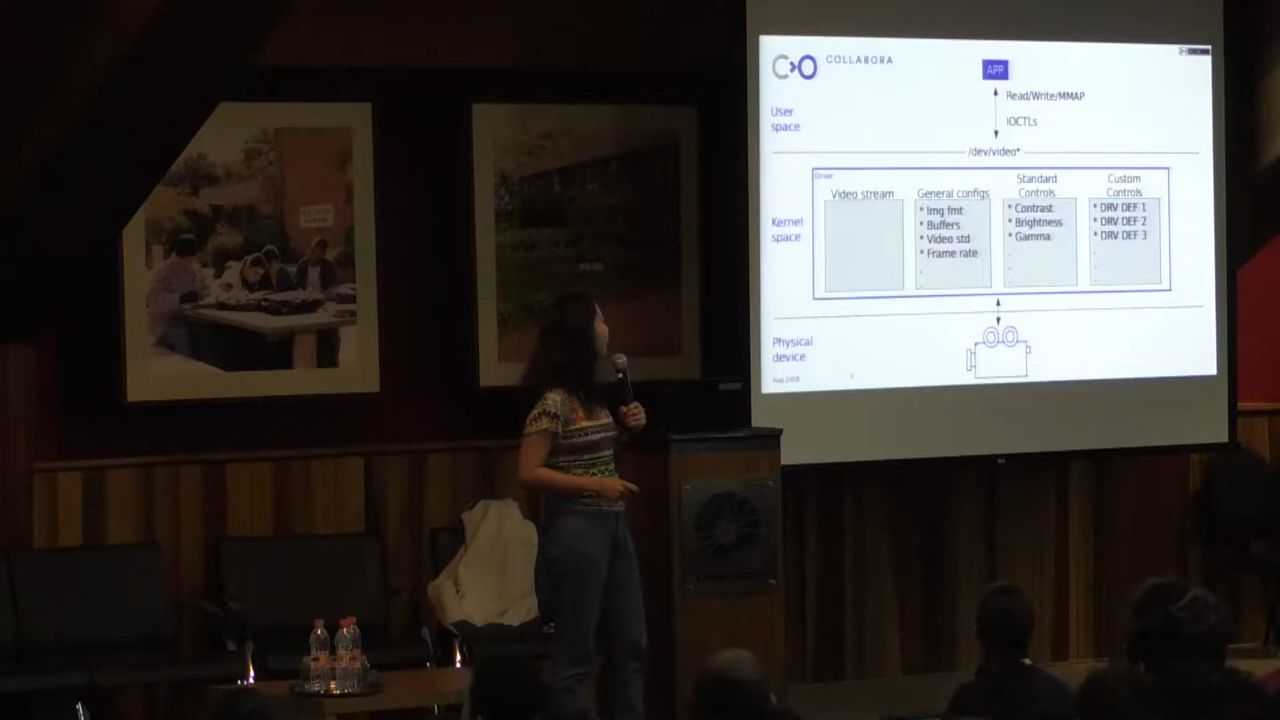 COLLABORA
APP
Read/Write/MMAP
User
space
IOCTLs
/dev/video*
Driver
Video stream
General configs
* Img fmt
* Buffers
* Video std
* Frame rate
.
Standard
Controls
* Contrast
* Brightness
* Gamma
.
.
.
Custom
Controls
* DRV DEF 1
* DRV DEF 2
* DRV DEF 3
.
.
.
Kernel
space
Physical
device